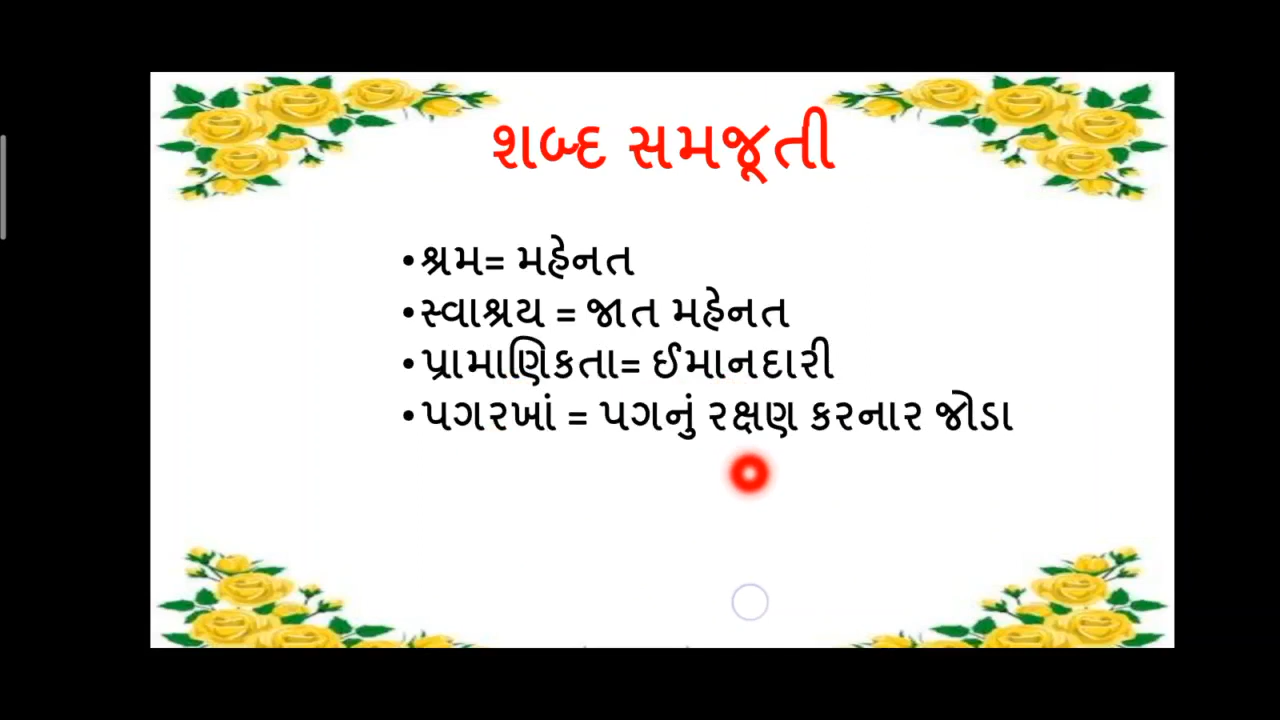 શબ્દ સમજૂતી
•શ્રમ= મહેનત
•સ્વાશ્રય = જાત મહેનત
•પ્રામાણિકતા= ઈમાનદારી
•પગરખાં = પગનું રક્ષણ કરનાર જોડા